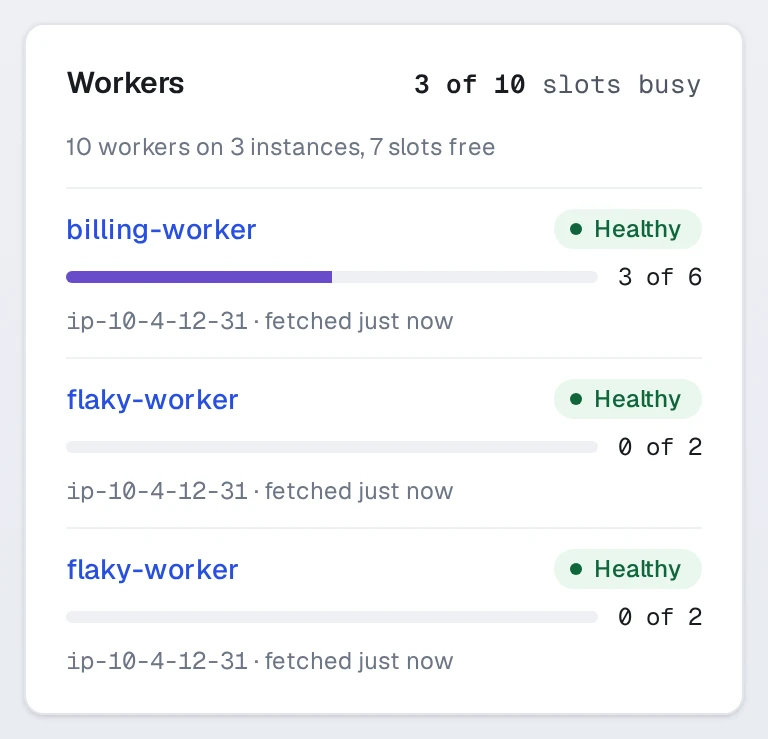 Workers 3 of 10 slots busy
10 workers on 3 instances, 7 slots free
billing-worker Healthy
3 of 6
ip-10-4-12-31 · fetched just now
flaky-worker Healthy
0 of 2
ip-10-4-12-31 · fetched just now
flaky-worker Healthy
0 of 2
ip-10-4-12-31 · fetched just now